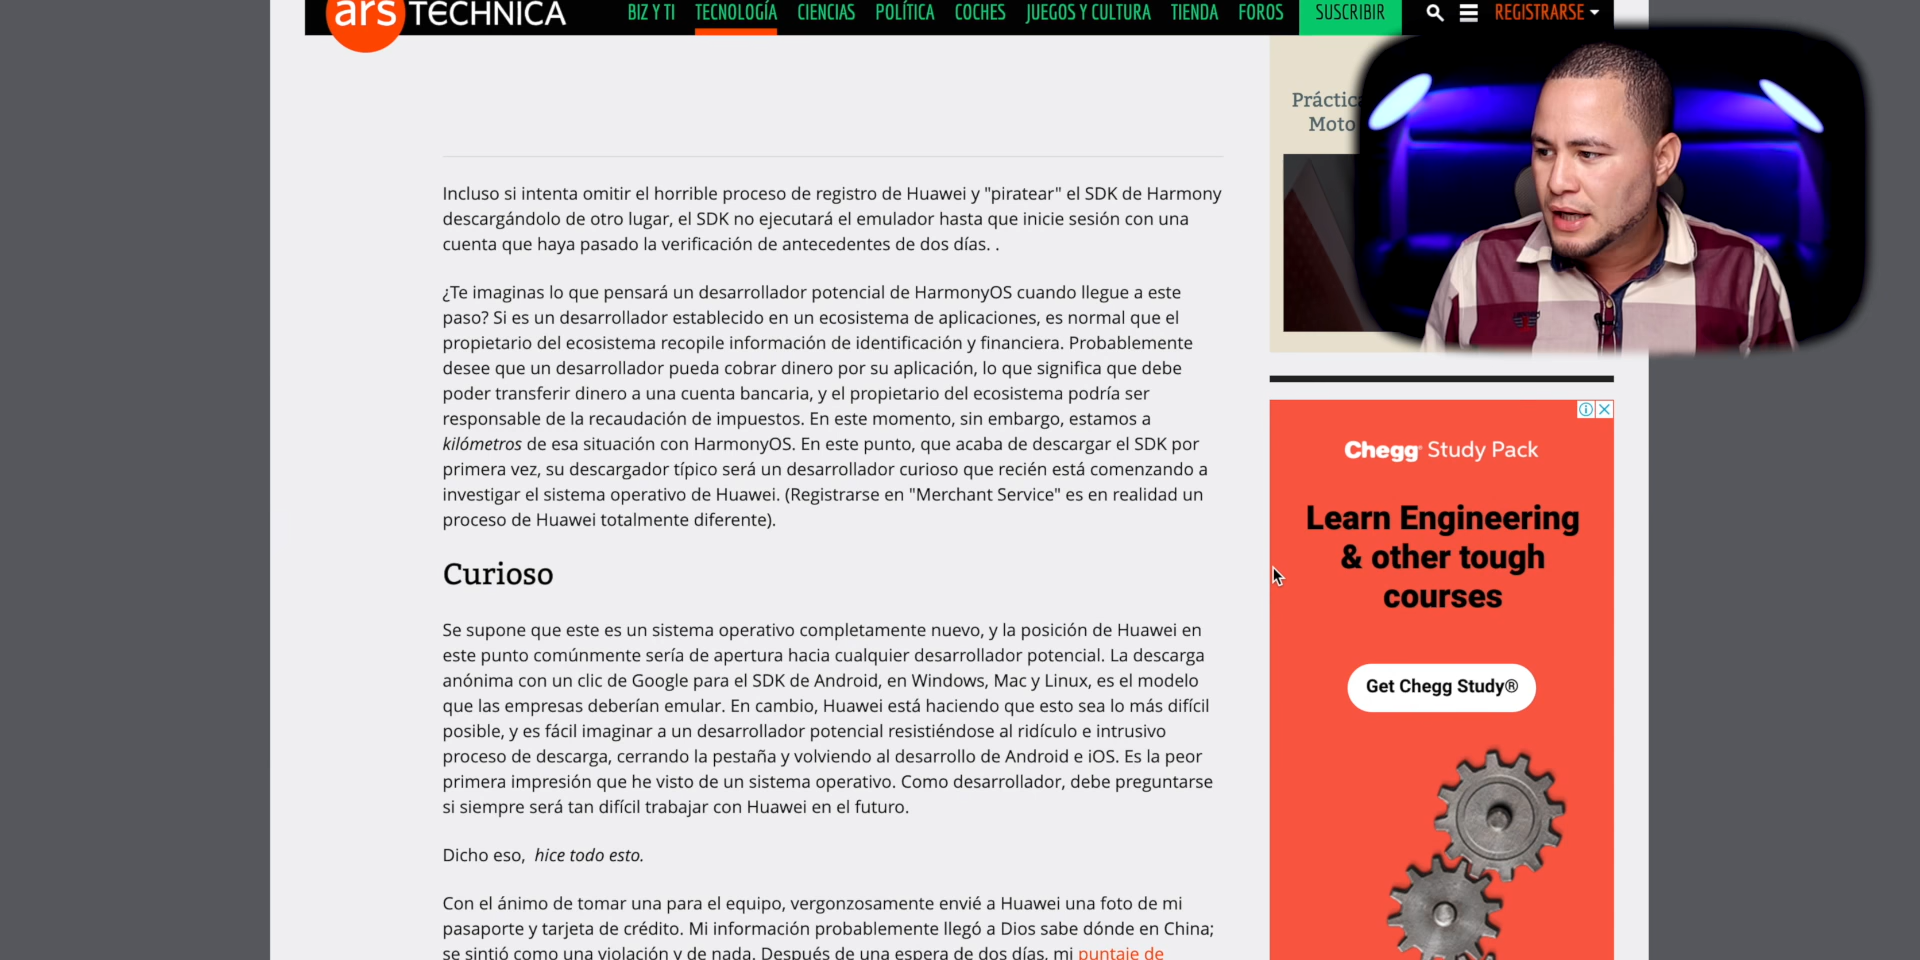 ars TECHNICA
BIZ Y TI TECNOLOGÍA CIENCIAS POLÍTICA COCHES JUEGOS Y CULTURA TIENDA FOROS SUSCRIBIR REGISTRARSE
Incluso si intenta omitir el horrible proceso de registro de Huawei y "piratear" el SDK de Harmony
descargándolo de otro lugar, el SDK no ejecutará el emulador hasta que inicie sesión con una
cuenta que haya pasado la verificación de antecedentes de dos días. .
¿Te imaginas lo que pensará un desarrollador potencial de HarmonyOS cuando llegue a este
paso? Si es un desarrollador establecido en un ecosistema de aplicaciones, es normal que el
propietario del ecosistema recopile información de identificación y financiera. Probablemente
desee que un desarrollador pueda cobrar dinero por su aplicación, lo que significa que debe
poder transferir dinero a una cuenta bancaria, y el propietario del ecosistema podría ser
responsable de la recaudación de impuestos. En este momento, sin embargo, estamos a
kilómetros de esa situación con HarmonyOS. En este punto, que acaba de descargar el SDK por
primera vez, su descargador típico será un desarrollador curioso que recién está comenzando a
investigar el sistema operativo de Huawei. (Registrarse en "Merchant Service" es en realidad un
proceso de Huawei totalmente diferente).
Curioso
Se supone que este es un sistema operativo completamente nuevo, y la posición de Huawei en
este punto comúnmente sería de apertura hacia cualquier desarrollador potencial. La descarga
anónima con un clic de Google para el SDK de Android, en Windows, Mac y Linux, es el modelo
que las empresas deberían emular. En cambio, Huawei está haciendo que esto sea lo más difícil
posible, y es fácil imaginar a un desarrollador potencial resistiéndose al ridículo e intrusivo
proceso de descarga, cerrando la pestaña y volviendo al desarrollo de Android e iOS. Es la peor
primera impresión que he visto de un sistema operativo. Como desarrollador, debe preguntarse
si siempre será tan difícil trabajar con Huawei en el futuro.
Dicho eso, hice todo esto.
Con el ánimo de tomar una para el equipo, vergonzosamente envié a Huawei una foto de mi
pasaporte y tarjeta de crédito. Mi información probablemente llegó a Dios sabe dónde en China;
se sintió como una violación y de nada. Después de una espera de dos días, mi puntaje de
Moto
Chegg Study Pack
Learn Engineering
& other tough
courses
Get Chegg Study®